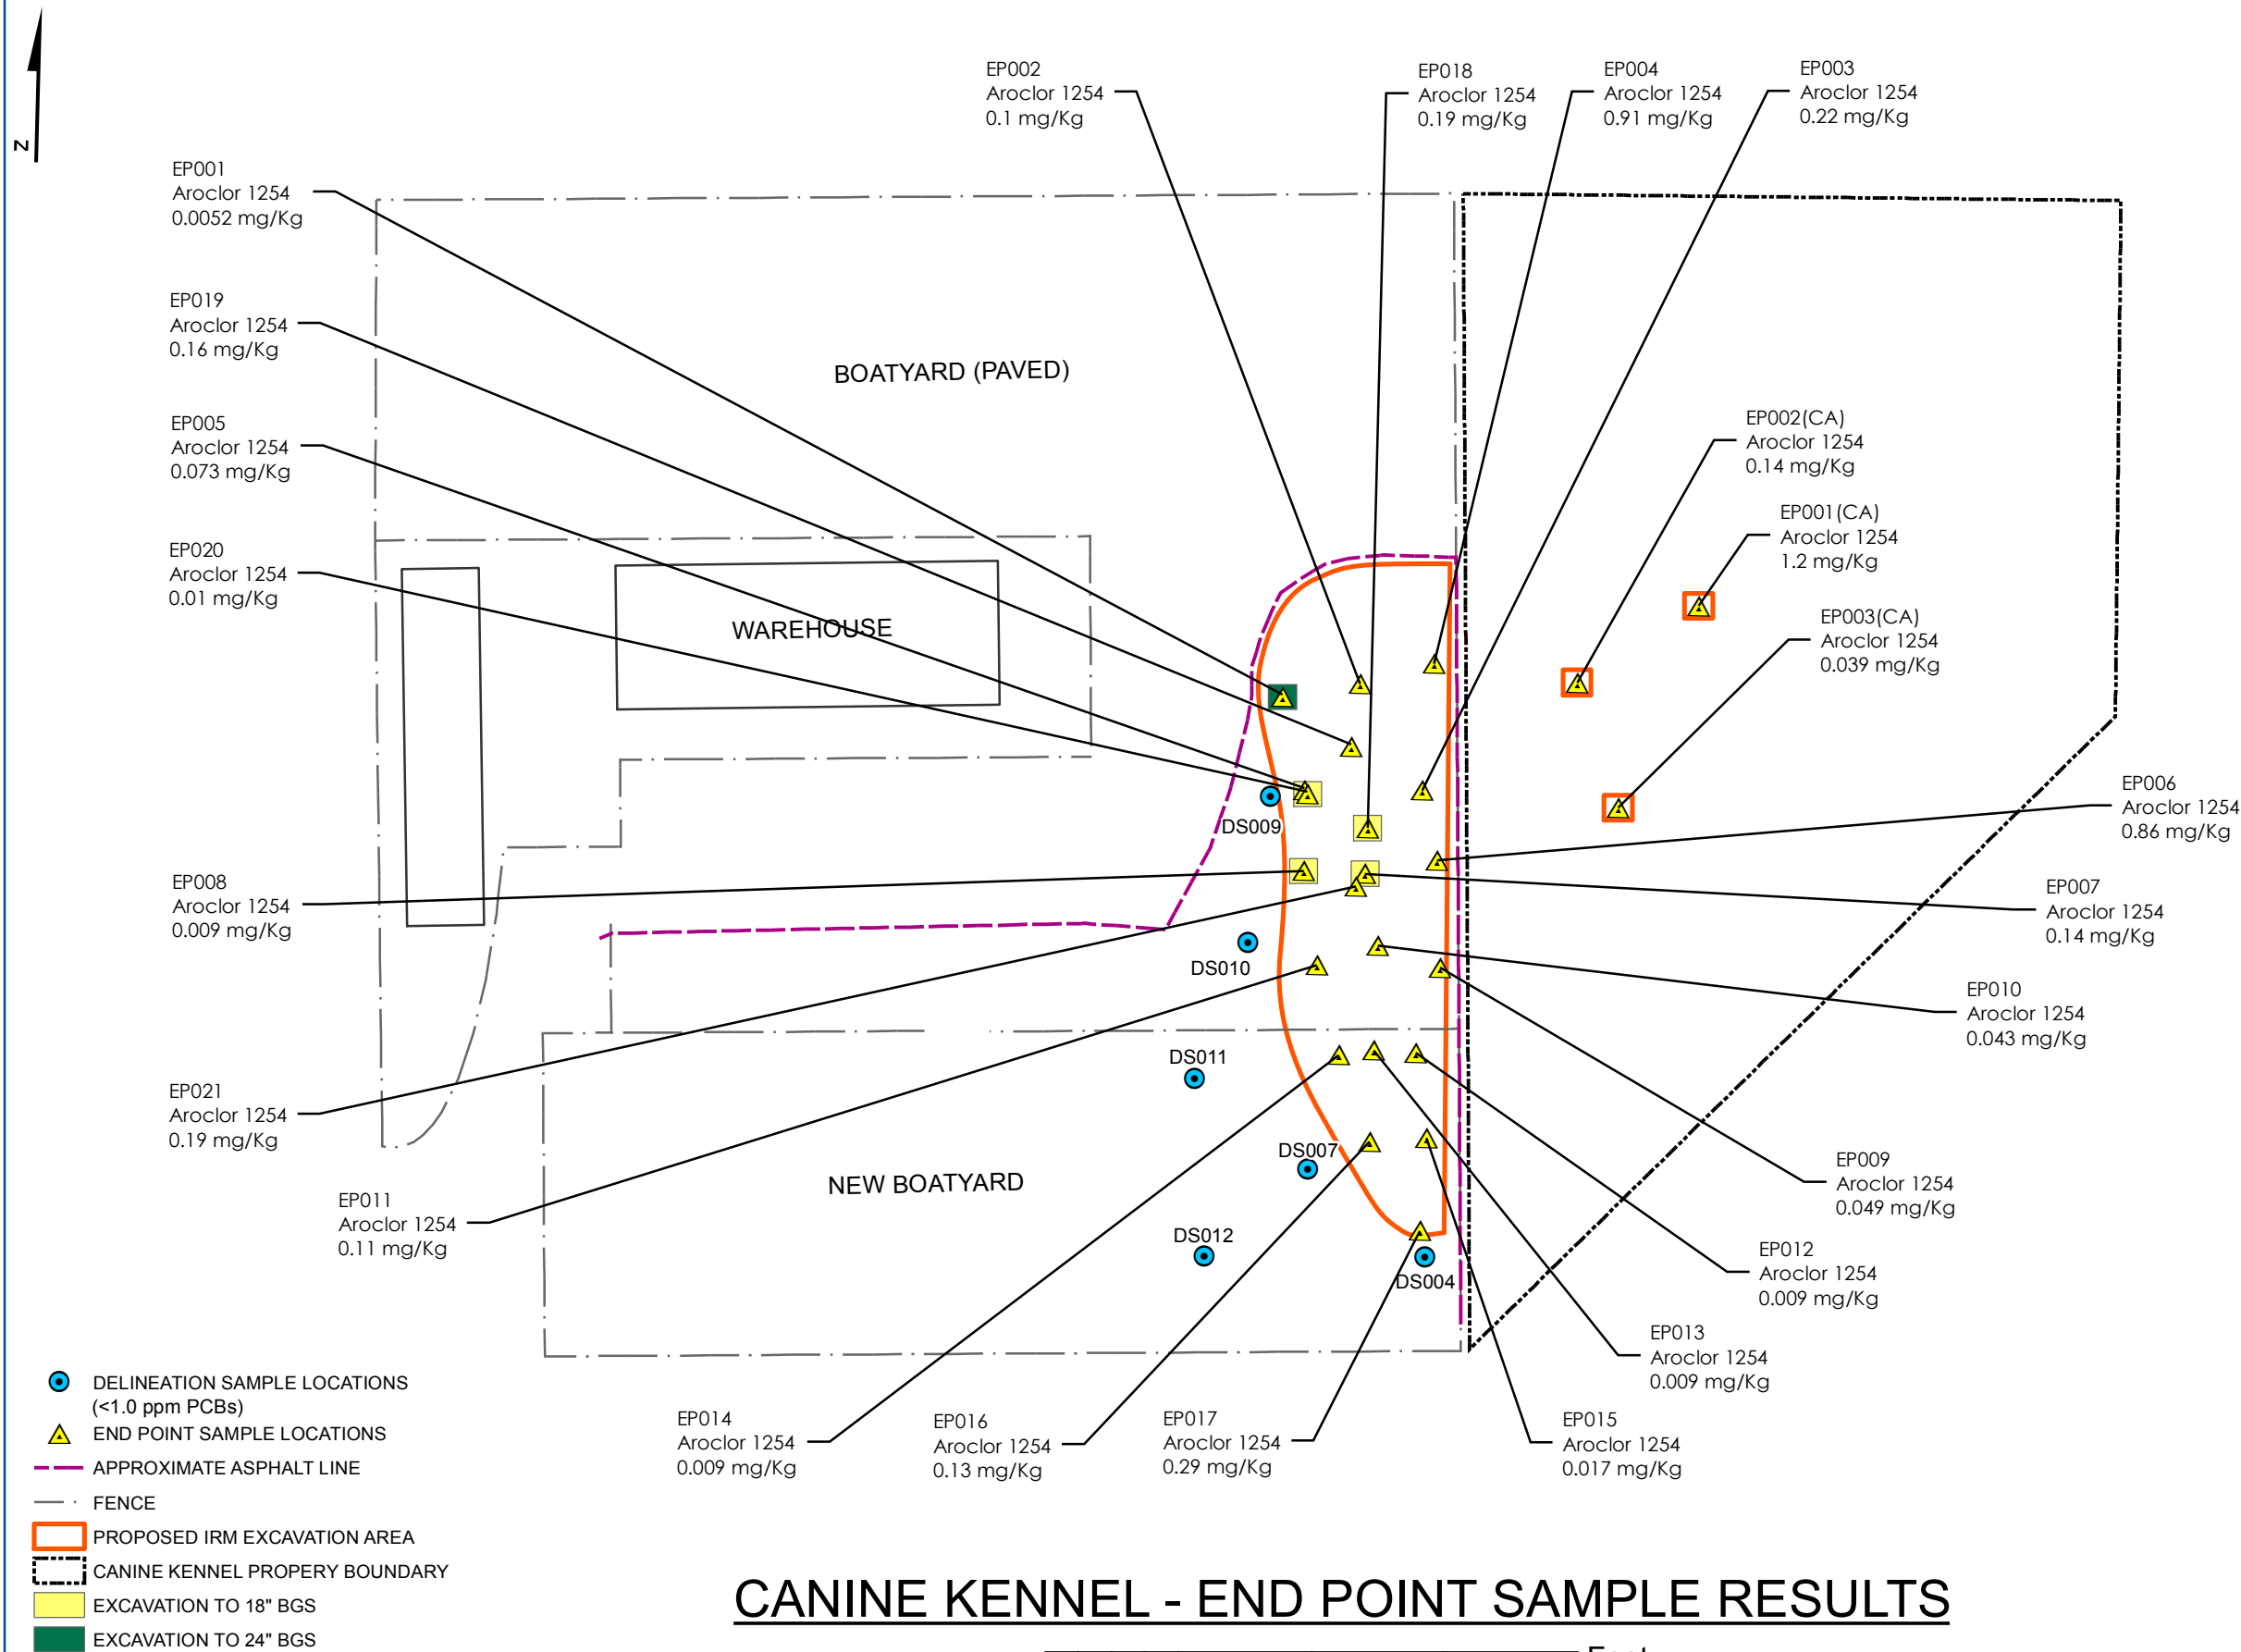 EP002
Aroclor 1254
0.1 mg/Kg
EP018
Aroclor 1254
0.19 mg/Kg
EP004
Aroclor 1254
0.91 mg/Kg
EP003
Aroclor 1254
0.22 mg/Kg
N
EP001
Aroclor 1254
0.0052 mg/Kg
EP019
Aroclor 1254
0.16 mg/Kg
BOATYARD (PAVED)
EP005
Aroclor 1254
0.073 mg/Kg
EP002(CA)
Aroclor 1254
0.14 mg/Kg
EP001(CA)
Aroclor 1254
1.2 mg/Kg
EP020
Aroclor 1254
0.01 mg/Kg
WAREHOUSE
EP003(CA)
Aroclor 1254
0.039 mg/Kg
DS009
EP006
Aroclor 1254
0.86 mg/Kg
EP008
Aroclor 1254
0.009 mg/Kg
EP007
Aroclor 1254
0.14 mg/Kg
DS010
EP010
Aroclor 1254
0.043 mg/Kg
DS011
EP021
Aroclor 1254
0.19 mg/Kg
DS007
EP009
Aroclor 1254
0.049 mg/Kg
NEW BOATYARD
EP011
Aroclor 1254
0.11 mg/Kg
DS012
DS004
EP012
Aroclor 1254
0.009 mg/Kg
EP013
Aroclor 1254
0.009 mg/Kg
EP014
Aroclor 1254
0.009 mg/Kg
EP016
Aroclor 1254
0.13 mg/Kg
EP017
Aroclor 1254
0.29 mg/Kg
EP015
Aroclor 1254
0.017 mg/Kg
DELINEATION SAMPLE LOCATIONS
(<1.0 ppm PCBs)
END POINT SAMPLE LOCATIONS
APPROXIMATE ASPHALT LINE
FENCE
PROPOSED IRM EXCAVATION AREA
CANINE KENNEL PROPERY BOUNDARY
EXCAVATION TO 18" BGS
EXCAVATION TO 24" BGS
CANINE KENNEL - END POINT SAMPLE RESULTS
Feet